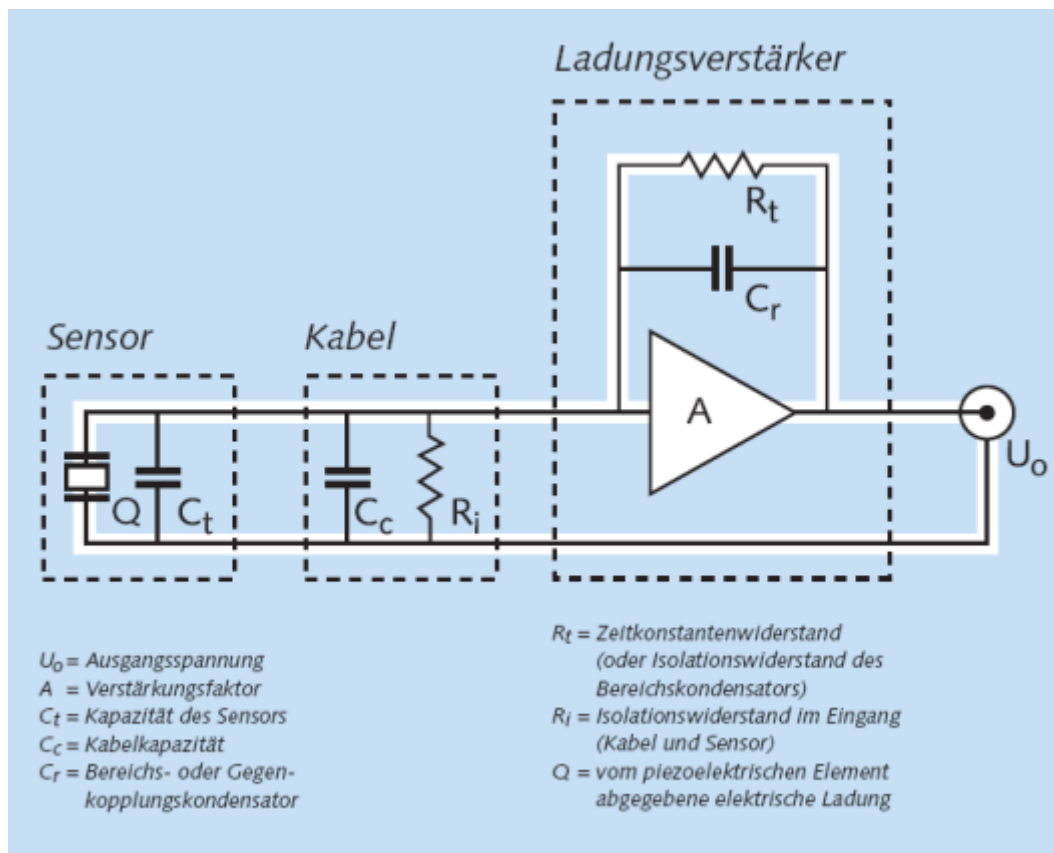 Ladungsverstärker
Rt
Cr
Sensor
Kabel
A
Uo
Q
Ct
Cc
Ri
Uo = Ausgangsspannung
A = Verstärkungsfaktor
Ct = Kapazität des Sensors
Cc = Kabelkapazität
Cr = Bereichs- oder Gegen-
kopplungskondensator
Rt = Zeitkonstantenwiderstand
(oder Isolationswiderstand des
Bereichskondensators)
Ri = Isolationswiderstand im Eingang
(Kabel und Sensor)
Q = vom piezoelektrischen Element
abgegebene elektrische Ladung